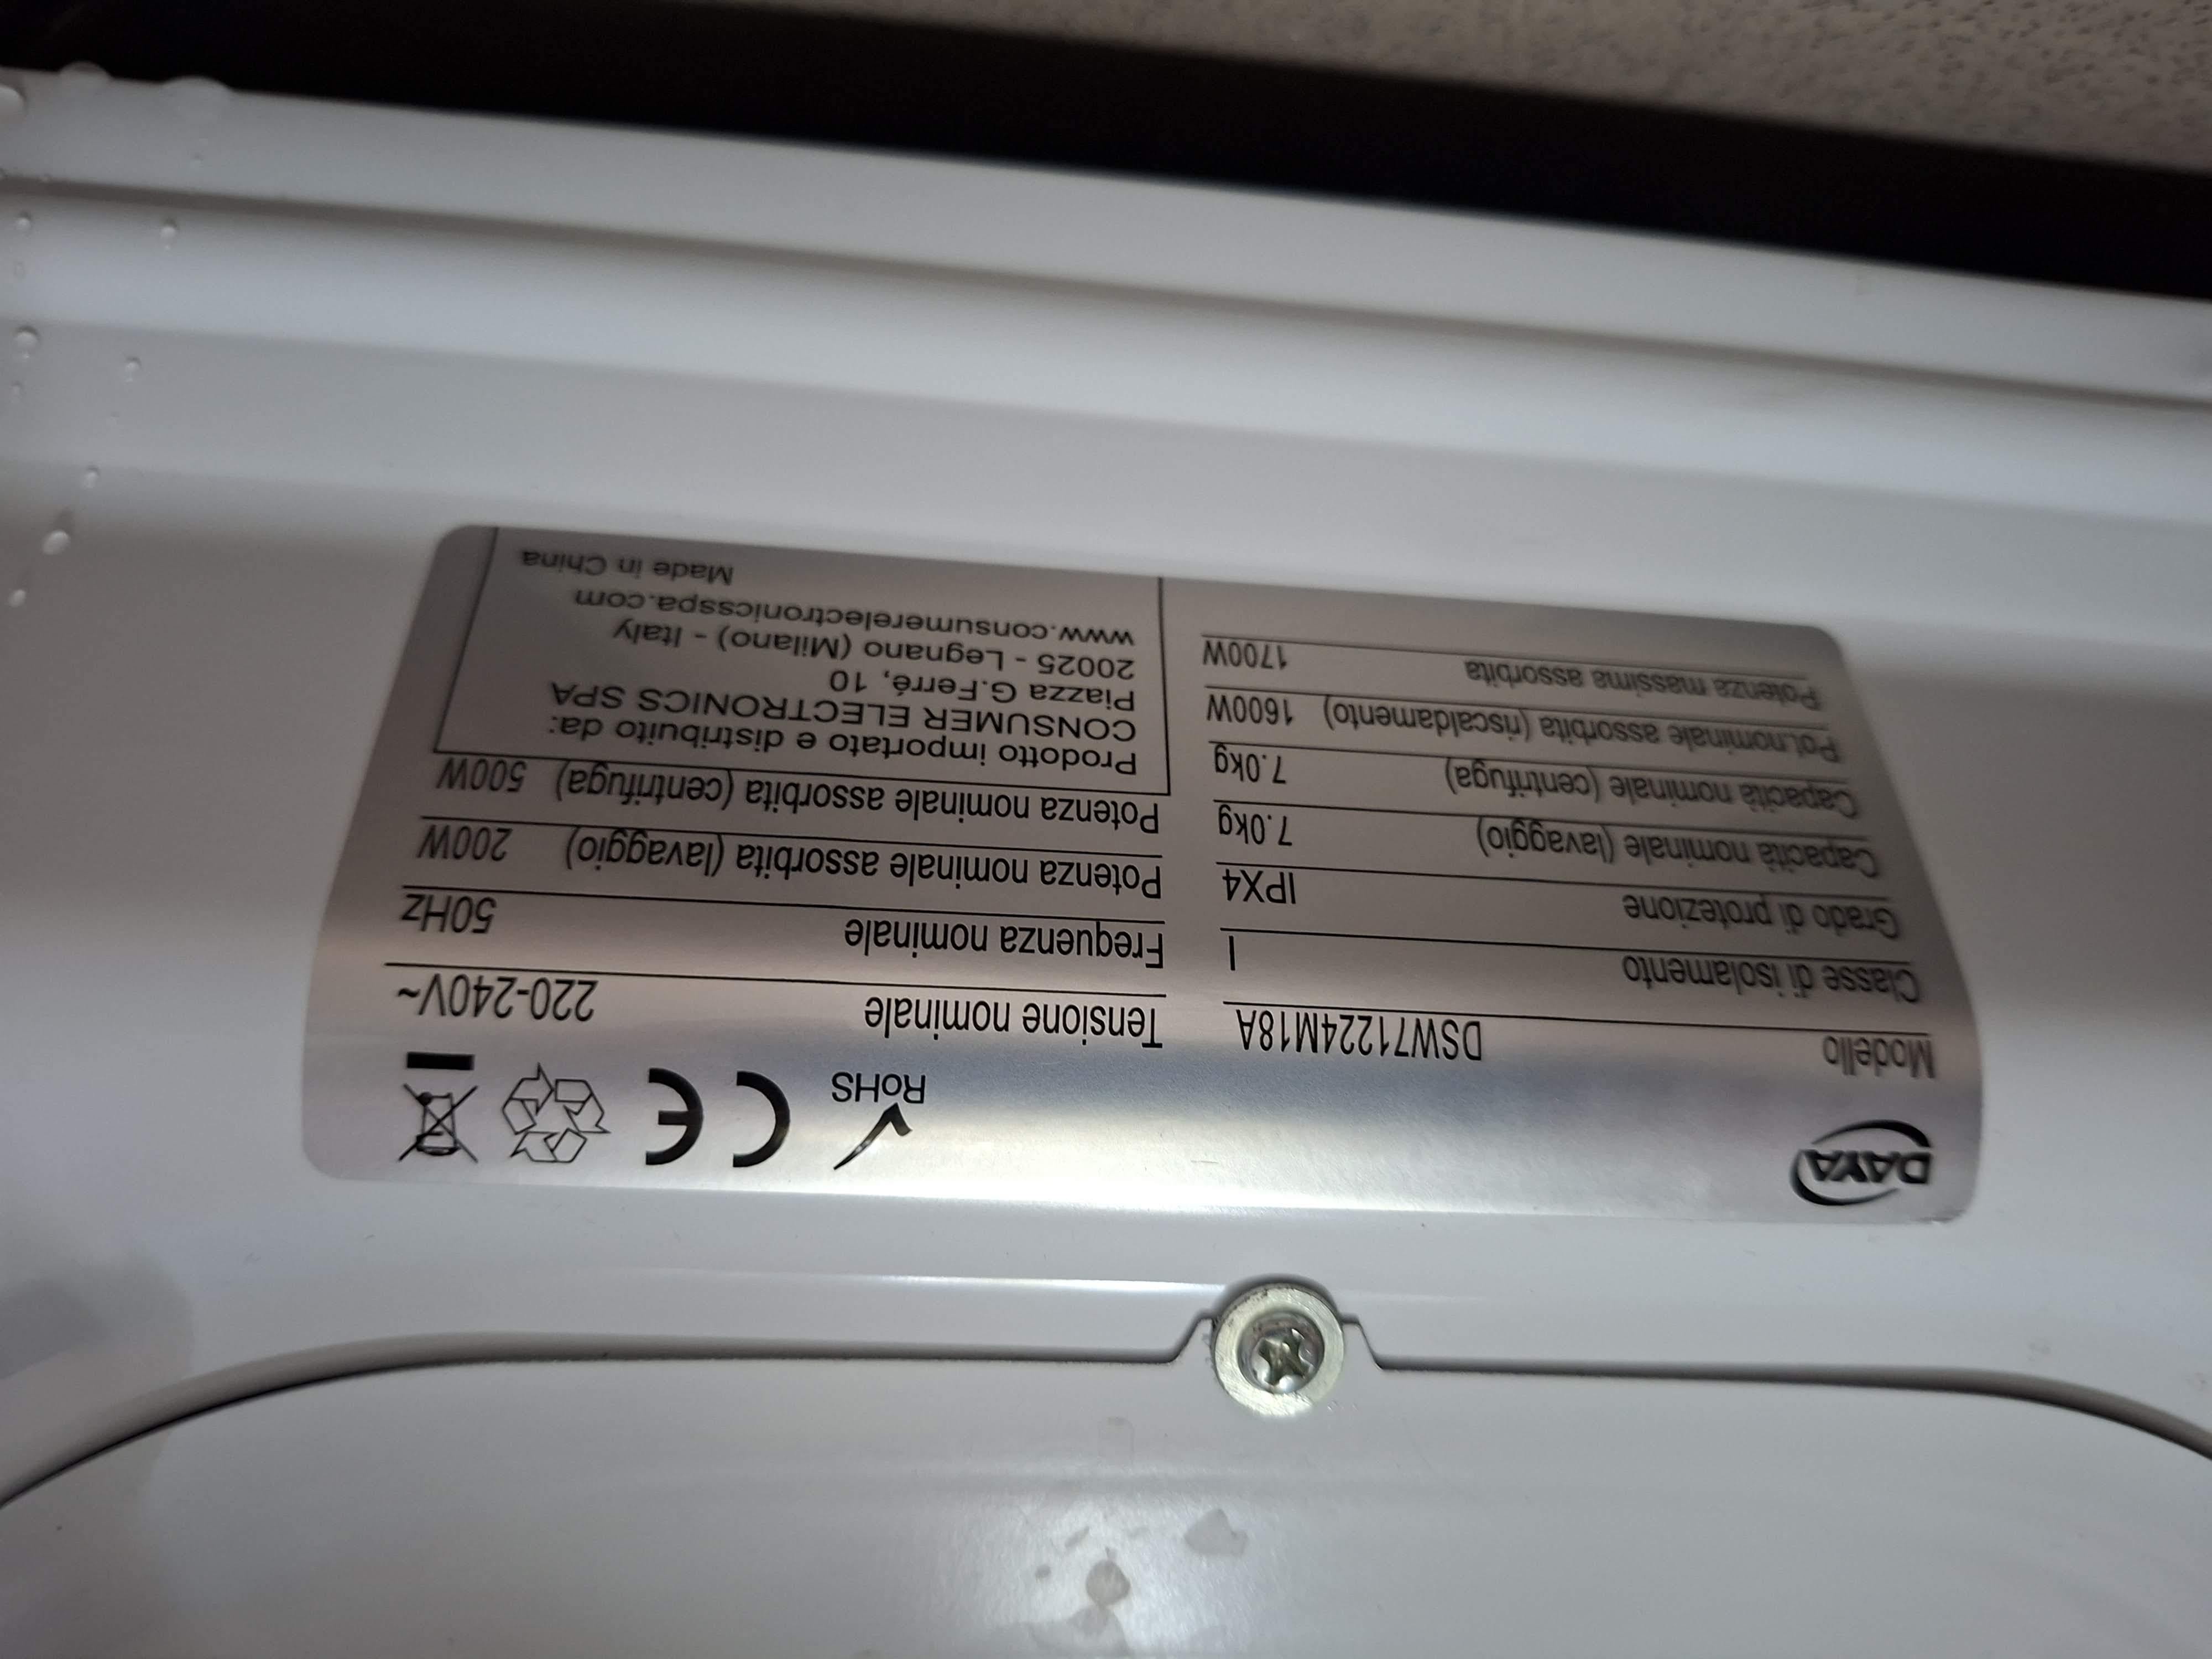 DAYA
RoHS
CE
Modello DSW71224M18A
Classe di isolamento I
Grado di protezione IPX4
Capacità nominale (lavaggio) 7.0kg
Capacità nominale (centrifuga) 7.0kg
Pot.nominale assorbita (riscaldamento) 1600W
Potenza massima assorbita 1700W
Tensione nominale 220-240V~
Frequenza nominale 50Hz
Potenza nominale assorbita (lavaggio) 200W
Potenza nominale assorbita (centrifuga) 500W
Prodotto importato e distribuito da:
CONSUMER ELECTRONICS SPA
Piazza G.Ferré, 10
20025 - Legnano (Milano) - Italy
www.consumerelectronicsspa.com
Made in China